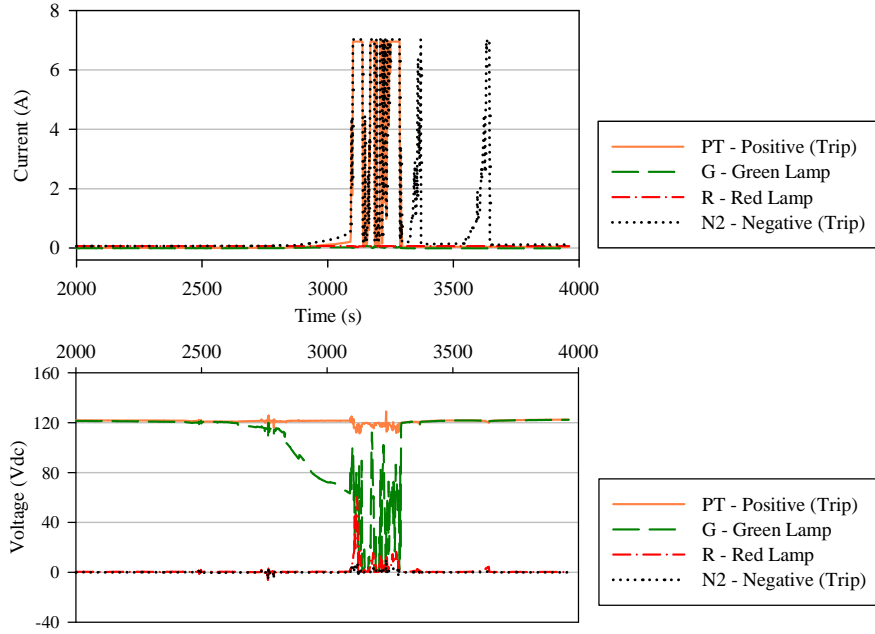 8
6
4
2
0
Current (A)
2000 2500 3000 3500 4000
Time (s)
PT - Positive (Trip)
G - Green Lamp
R - Red Lamp
N2 - Negative (Trip)
2000 2500 3000 3500 4000
160
120
80
40
0
-40
Voltage (Vdc)
PT - Positive (Trip)
G - Green Lamp
R - Red Lamp
N2 - Negative (Trip)